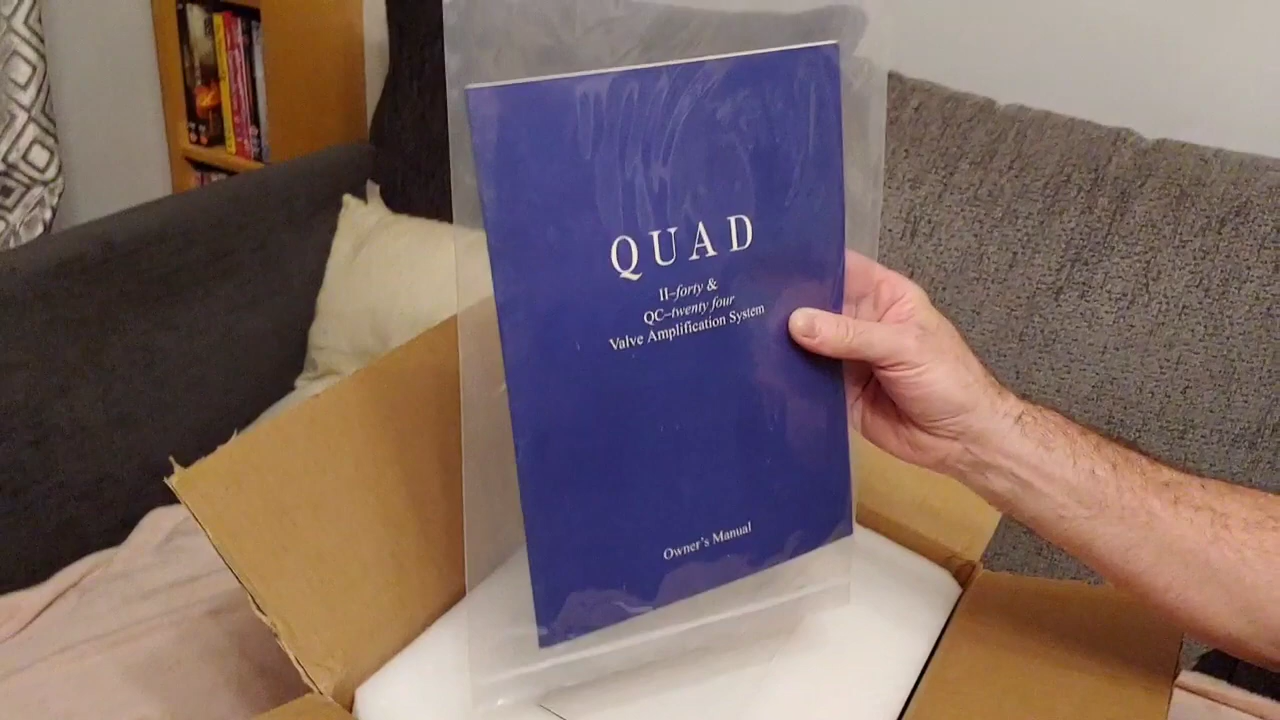 QUAD
II–forty &
QC–twenty four
Valve Amplification System
Owner's Manual